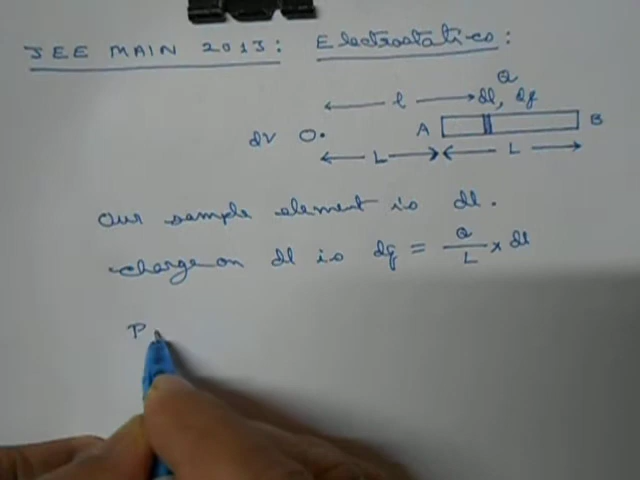 JEE MAIN 2013: Electrostatics:
Q
l dl, dq
dV O. A B
L L
Our sample element is dl.
charge on dl is dq = Q/L × dl
P